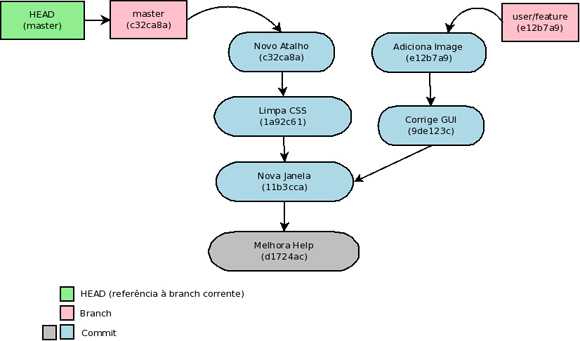 HEAD
(master)
master
(c32ca8a)
user/feature
(e12b7a9)
Novo Atalho
(c32ca8a)
Adiciona Image
(e12b7a9)
Limpa CSS
(1a92c61)
Corrige GUI
(9de123c)
Nova Janela
(11b3cca)
Melhora Help
(d1724ac)
HEAD (referência à branch corrente)
Branch
Commit